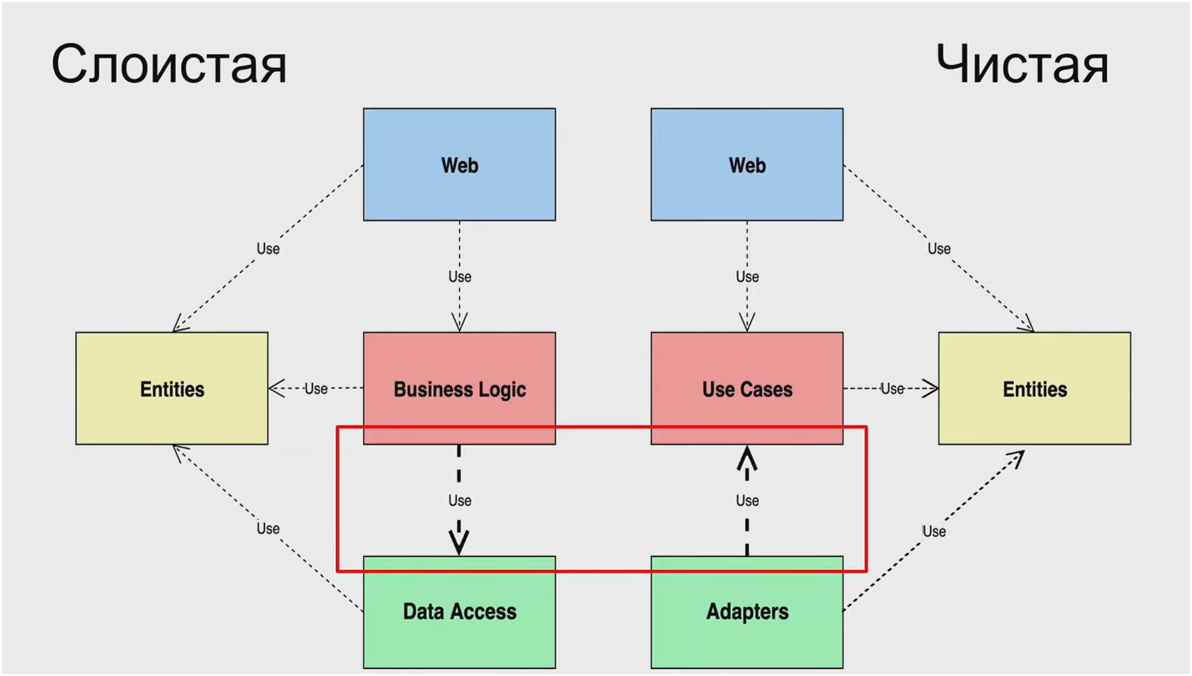 Слоистая
Чистая
Web
Web
Use
Use
Use
Use
Entities
Use
Business Logic
Use Cases
Use
Entities
Use
Use
Use
Use
Data Access
Adapters